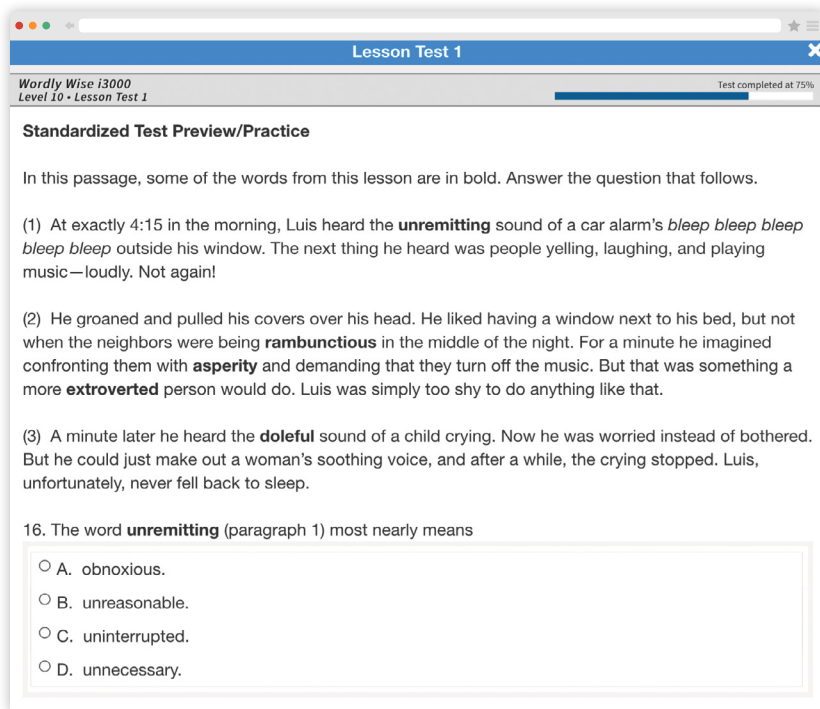 Lesson Test 1
Wordly Wise i3000
Level 10 • Lesson Test 1
Test completed at 75%
Standardized Test Preview/Practice
In this passage, some of the words from this lesson are in bold. Answer the question that follows.
(1) At exactly 4:15 in the morning, Luis heard the unremitting sound of a car alarm's bleep bleep bleep
bleep bleep outside his window. The next thing he heard was people yelling, laughing, and playing
music—loudly. Not again!
(2) He groaned and pulled his covers over his head. He liked having a window next to his bed, but not
when the neighbors were being rambunctious in the middle of the night. For a minute he imagined
confronting them with asperity and demanding that they turn off the music. But that was something a
more extroverted person would do. Luis was simply too shy to do anything like that.
(3) A minute later he heard the doleful sound of a child crying. Now he was worried instead of bothered.
But he could just make out a woman's soothing voice, and after a while, the crying stopped. Luis,
unfortunately, never fell back to sleep.
16. The word unremitting (paragraph 1) most nearly means
A. obnoxious.
B. unreasonable.
C. uninterrupted.
D. unnecessary.